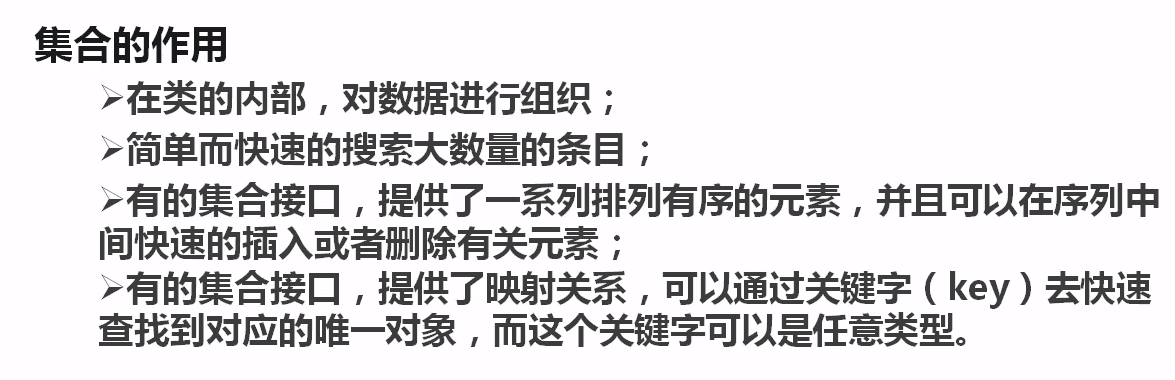 集合的作用
➢在类的内部，对数据进行组织；
➢简单而快速的搜索大数量的条目；
➢有的集合接口，提供了一系列排列有序的元素，并且可以在序列中
间快速的插入或者删除有关元素；
➢有的集合接口，提供了映射关系，可以通过关键字（key）去快速
查找到对应的唯一对象，而这个关键字可以是任意类型。